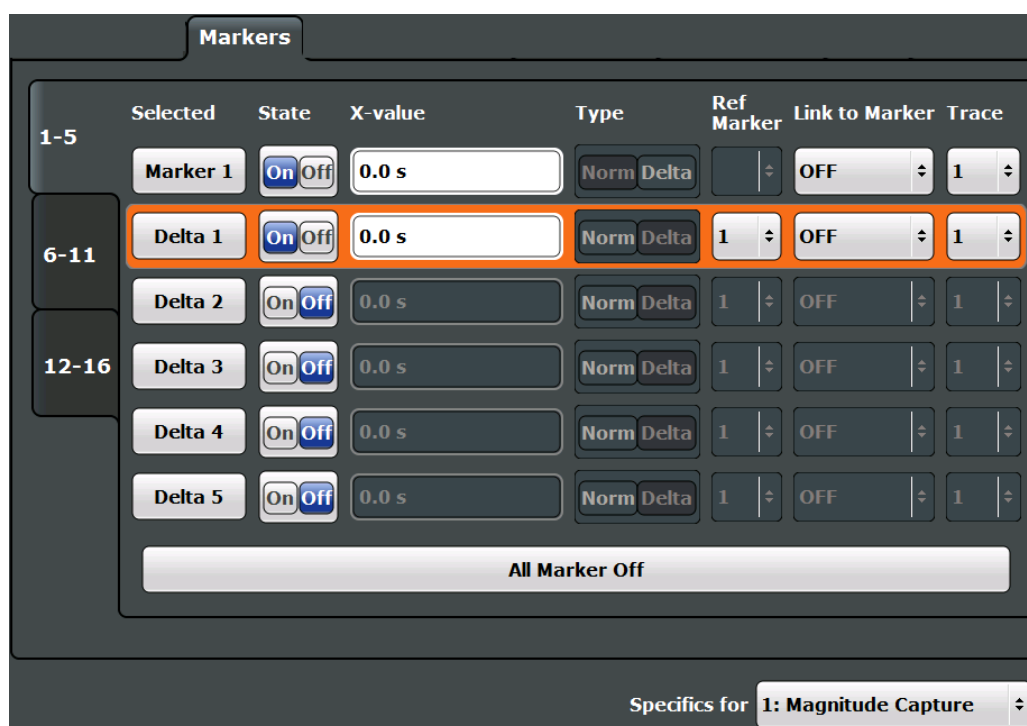 Markers
1-5
6-11
12-16
Selected State X-value Type Ref Marker Link to Marker Trace
Marker 1 On Off 0.0 s Norm Delta OFF 1
Delta 1 On Off 0.0 s Norm Delta 1 OFF 1
Delta 2 On Off 0.0 s Norm Delta 1 OFF 1
Delta 3 On Off 0.0 s Norm Delta 1 OFF 1
Delta 4 On Off 0.0 s Norm Delta 1 OFF 1
Delta 5 On Off 0.0 s Norm Delta 1 OFF 1
All Marker Off
Specifics for 1: Magnitude Capture